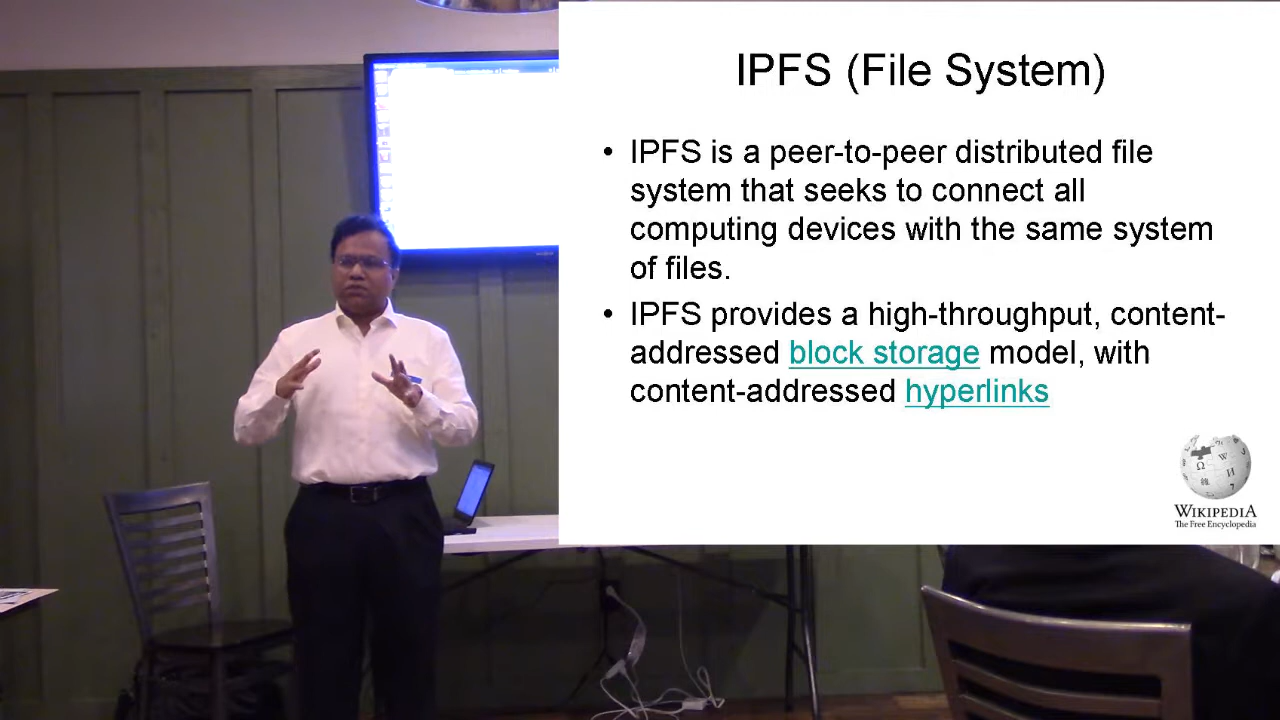 IPFS (File System)
• IPFS is a peer-to-peer distributed file
system that seeks to connect all
computing devices with the same system
of files.
• IPFS provides a high-throughput, content-
addressed block storage model, with
content-addressed hyperlinks
WIKIPEDIA
The Free Encyclopedia